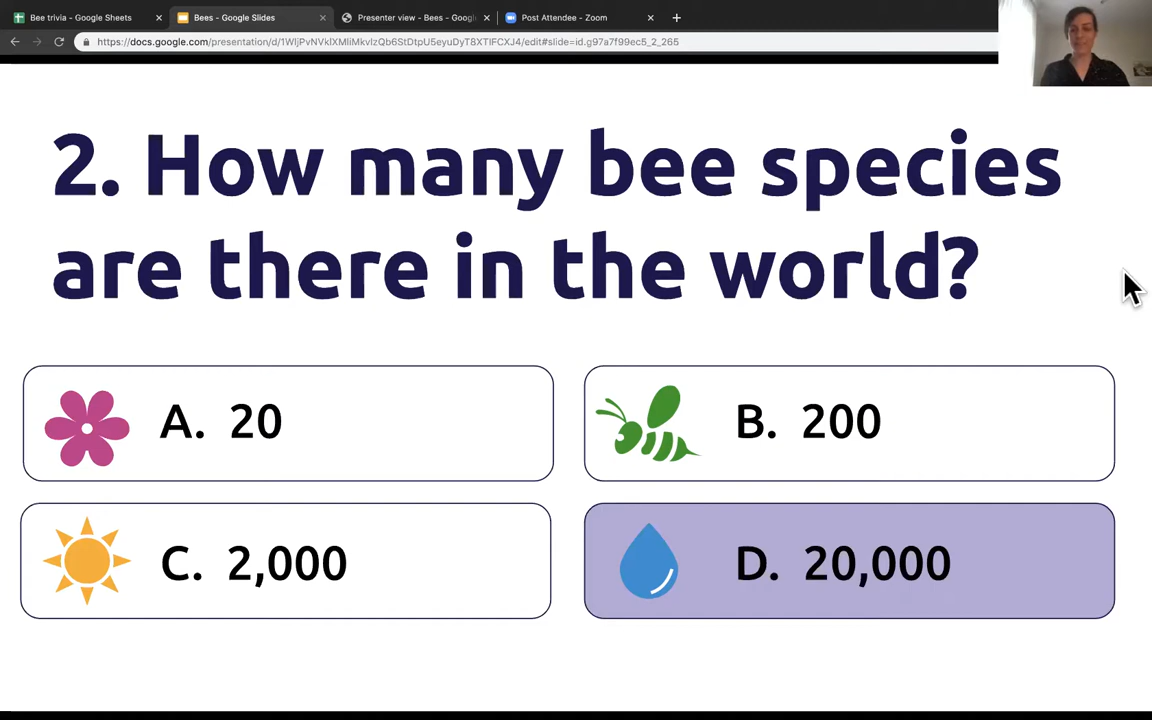 Bee trivia - Google Sheets
Bees - Google Slides
Presenter view - Bees - Goog
Post Attendee - Zoom
2. How many bee species
are there in the world?
A. 20
B. 200
C. 2,000
D. 20,000